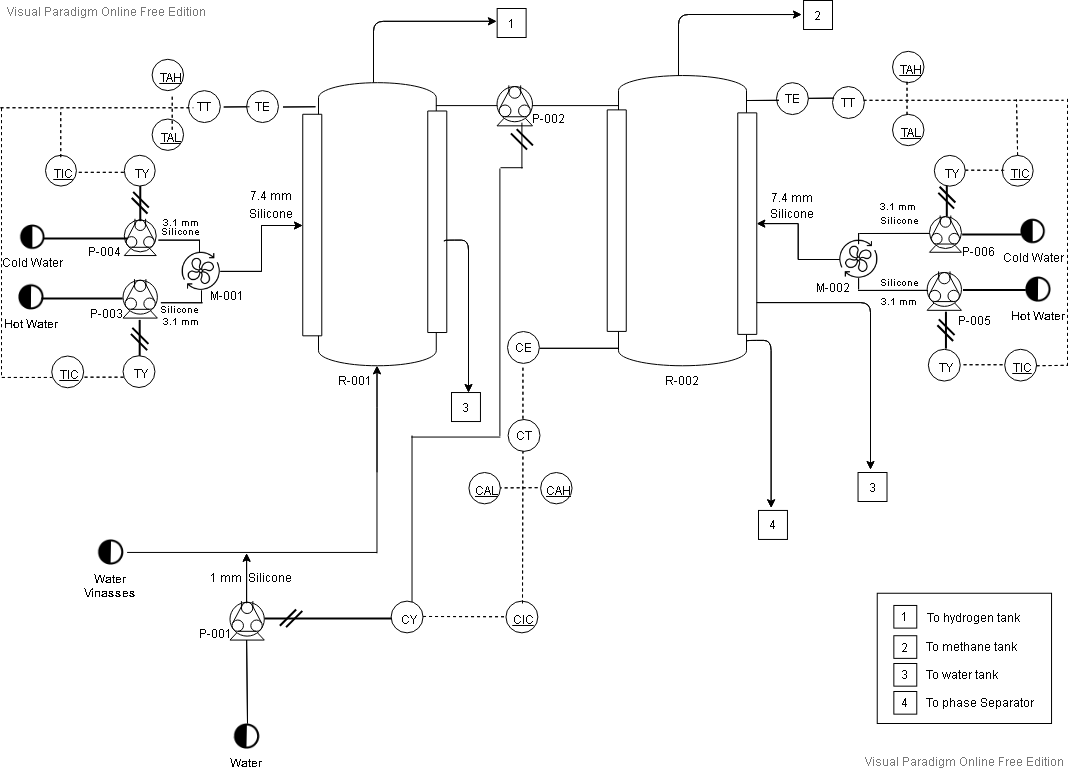 Visual Paradigm Online Free Edition
1
2
TAH
TT
TE
TAL
P-002
TE
TT
TAH
TAL
TIC
TY
7.4 mm
Silicone
3.1 mm
Silicone
P-004
Cold Water
M-001
Hot Water
P-003
Silicone
3.1 mm
TIC
TY
R-001
3
7.4 mm
Silicone
TY
TIC
3.1 mm
Silicone
P-006
Cold Water
M-002
Silicone
3.1 mm
P-005
Hot Water
TY
TIC
R-002
CE
CT
CAL
CAH
3
4
Water
Vinasses
1 mm Silicone
P-001
CY
CIC
Water
1 To hydrogen tank
2 To methane tank
3 To water tank
4 To phase Separator
Visual Paradigm Online Free Edition